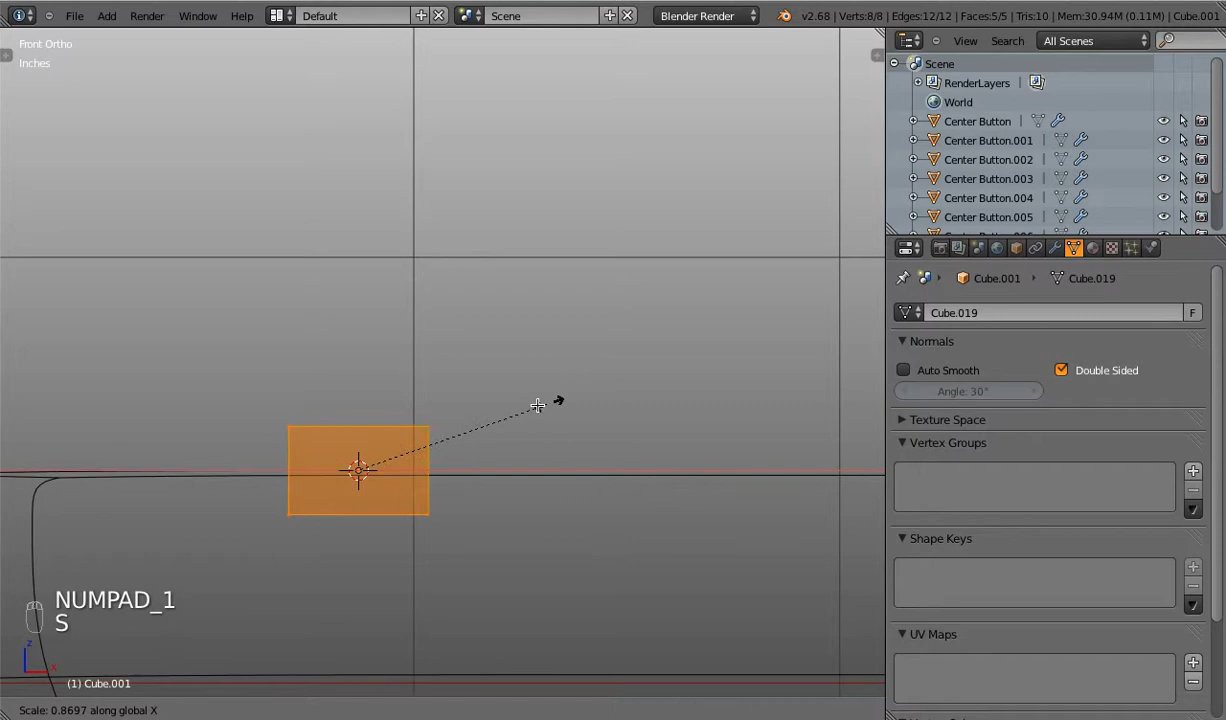 File Add Render Window Help Default Scene Blender Render v2.68 | Verts:8/8 | Edges:12/12 | Faces:5/5 | Tris:10 | Mem:30.94M (0.11M) | Cube.001
Front Ortho
Inches
View Search All Scenes
Scene
RenderLayers |
World
Center Button |
Center Button.001 |
Center Button.002 |
Center Button.003 |
Center Button.004 |
Center Button.005 |
Cube.001 Cube.019
Cube.019 F
Normals
Auto Smooth Double Sided
Angle: 30°
Texture Space
Vertex Groups
Shape Keys
UV Maps
NUMPAD_1
S
z
x
(1) Cube.001
Scale: 0.8697 along global X